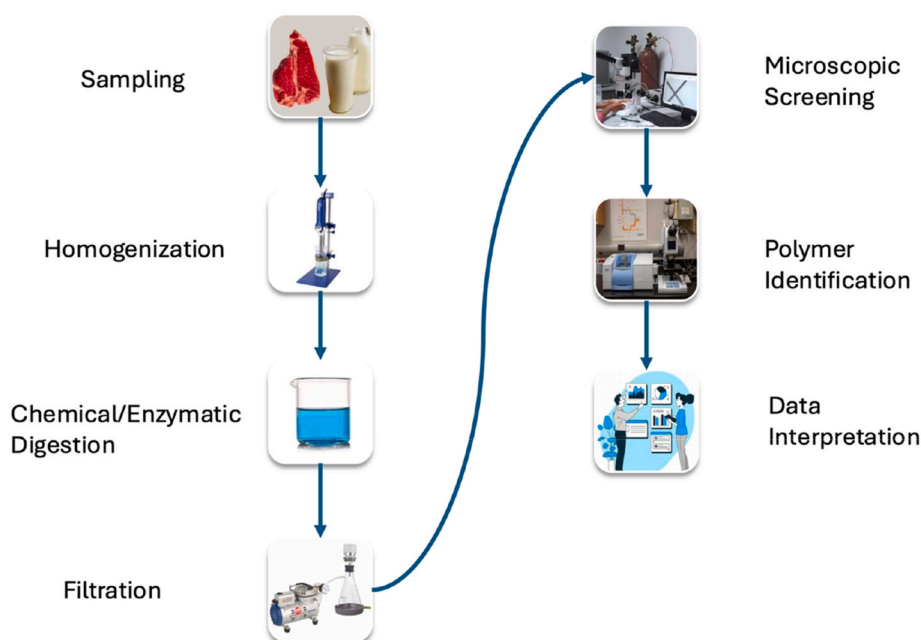 Sampling
Homogenization
Chemical/Enzymatic
Digestion
Filtration
Microscopic
Screening
Polymer
Identification
Data
Interpretation